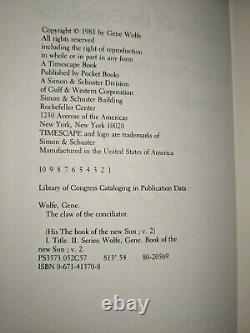 Copyright © 1981 by Gene Wolfe
All rights reserved
including the right of reproduction
in whole or in part in any form
A Timescape Book
Published by Pocket Books
A Simon & Schuster Division
of Gulf & Western Corporation
Simon & Schuster Building
Rockefeller Center
1230 Avenue of the Americas
New York, New York 10020
TIMESCAPE and logo are trademarks of
Simon & Schuster
Manufactured in the United States of America
10 9 8 7 6 5 4 3 2 1
Library of Congress Cataloging in Publication Data
Wolfe, Gene.
The claw of the conciliator.
(His The book of the new Sun ; v. 2)
I. Title. II. Series: Wolfe, Gene. Book of
the new Sun ; v. 2.
PS3573.O52C57 813'.54 80-20569
ISBN 0-671-41370-8